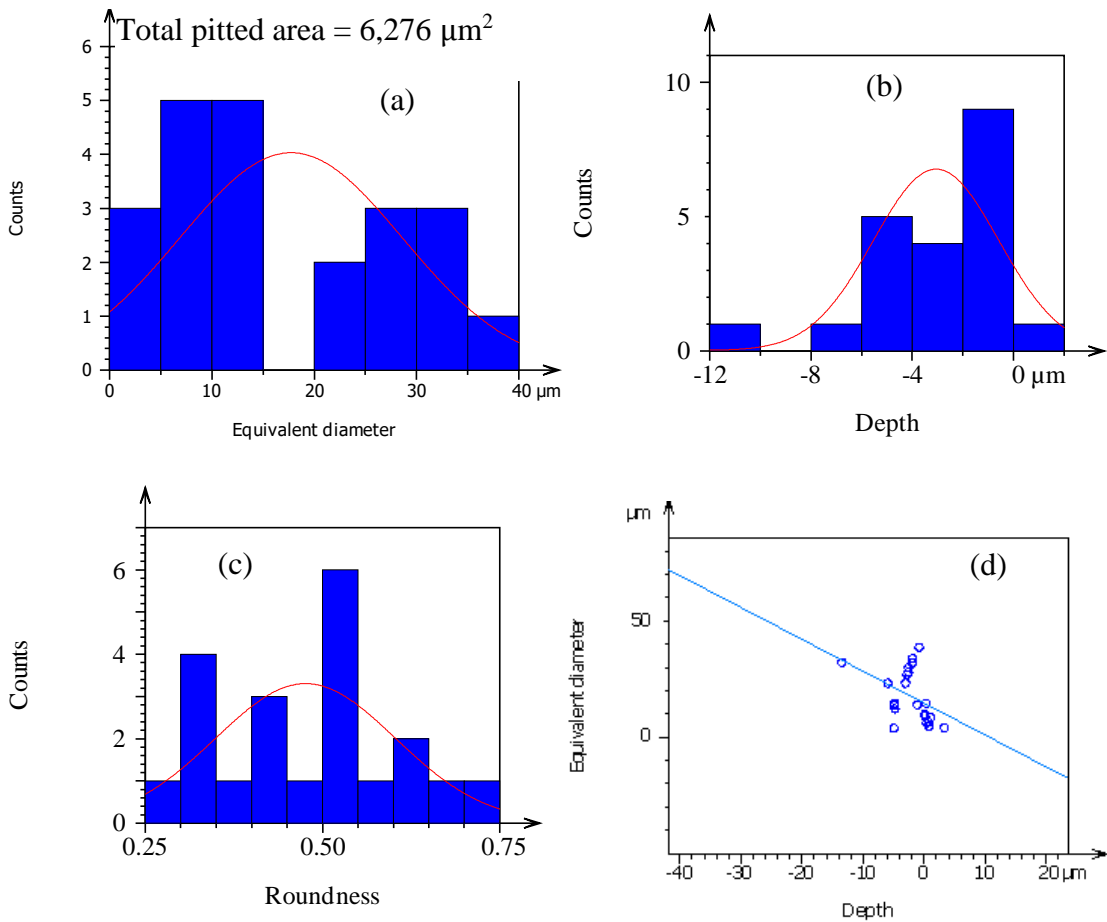 Total pitted area = 6,276 μm²
6
5
4
3
2
1
0
Counts
(a)
0
10
20
30
40 μm
Equivalent diameter
10
5
0
Counts
(b)
-12
-8
-4
0 μm
Depth
6
4
2
0
Counts
(c)
0.25
0.50
0.75
Roundness
μm
50
0
Equivalent diameter
(d)
-40
-30
-20
-10
0
10
20 μm
Depth